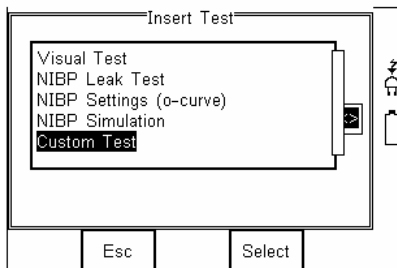 Insert Test
Visual Test
NIBP Leak Test
NIBP Settings (o-curve)
NIBP Simulation
Custom Test
Esc
Select